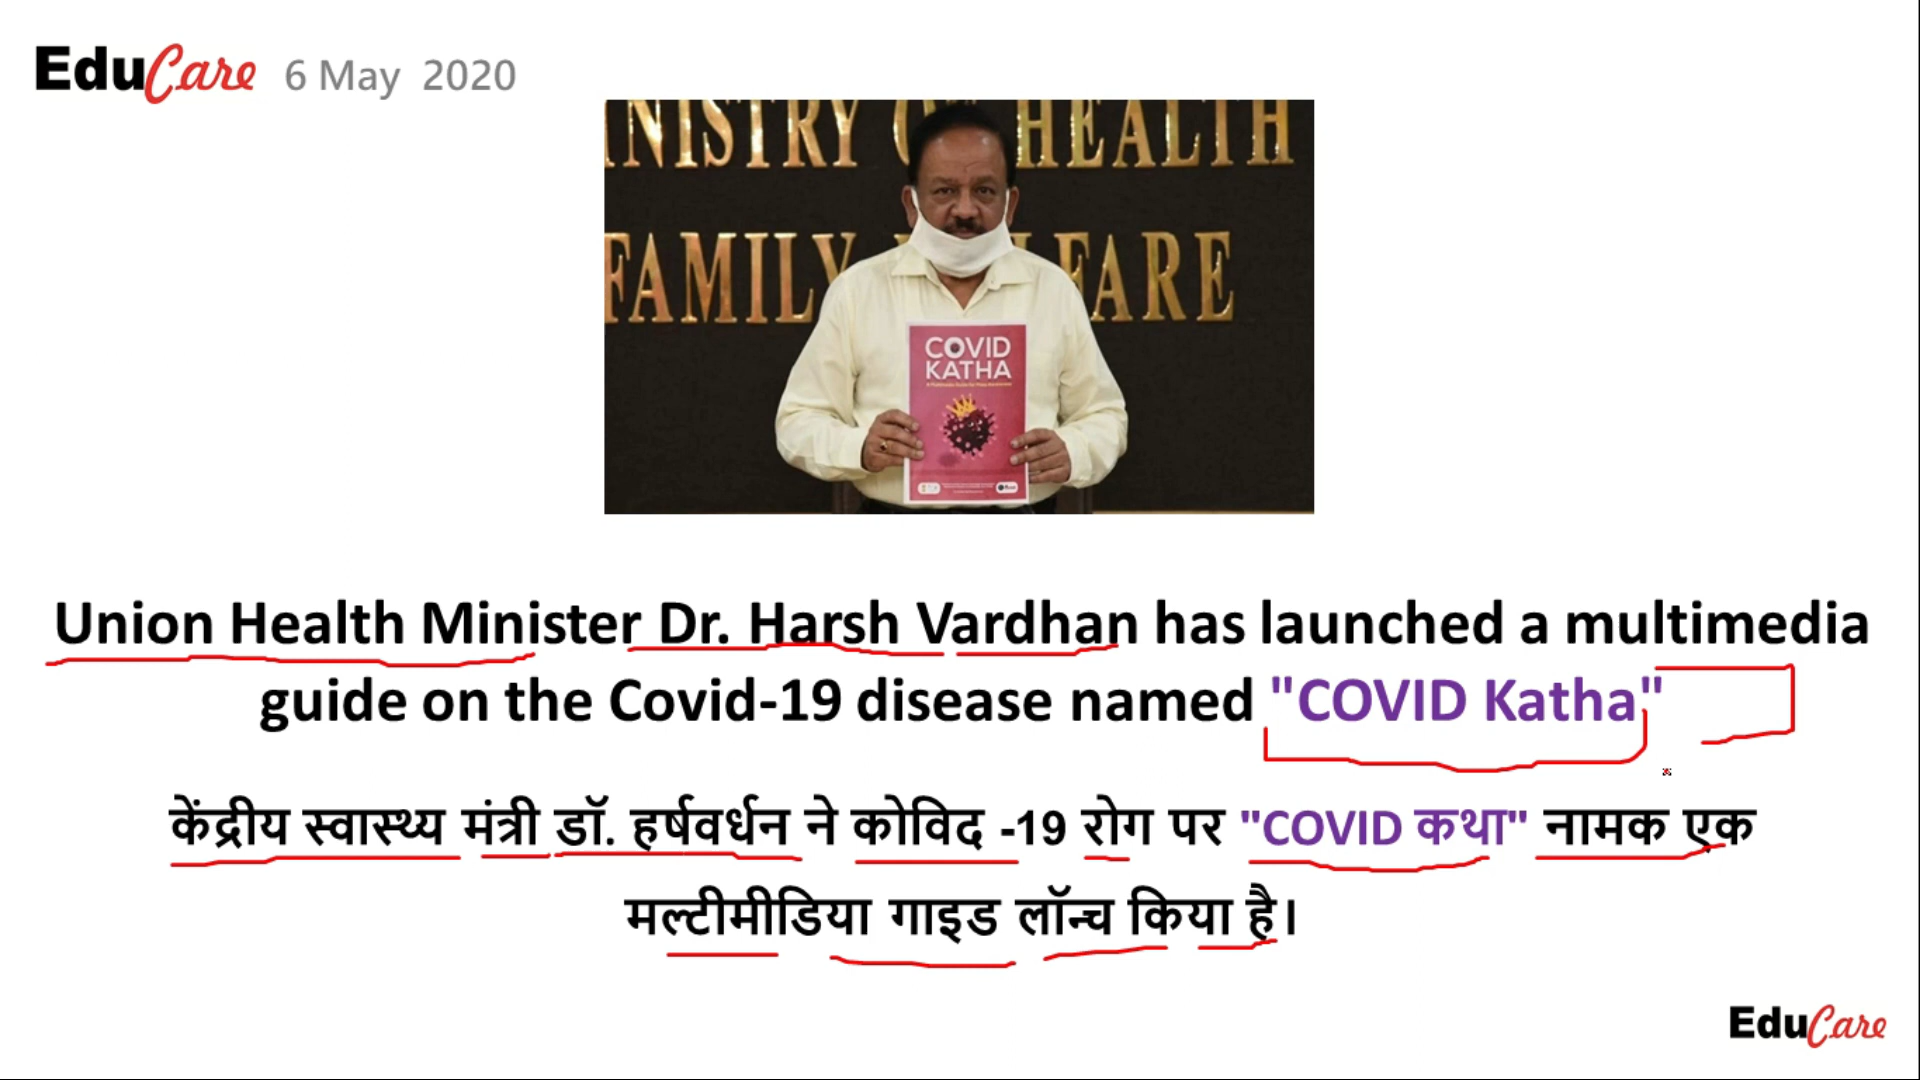 EduCare 6 May 2020
INISTRY O HEALTH
FAMILY W LFARE
COVID
KATHA
Union Health Minister Dr. Harsh Vardhan has launched a multimedia
guide on the Covid-19 disease named "COVID Katha"
केंद्रीय स्वास्थ्य मंत्री डॉ. हर्षवर्धन ने कोविद -19 रोग पर "COVID कथा" नामक एक
मल्टीमीडिया गाइड लॉन्च किया है।
EduCare